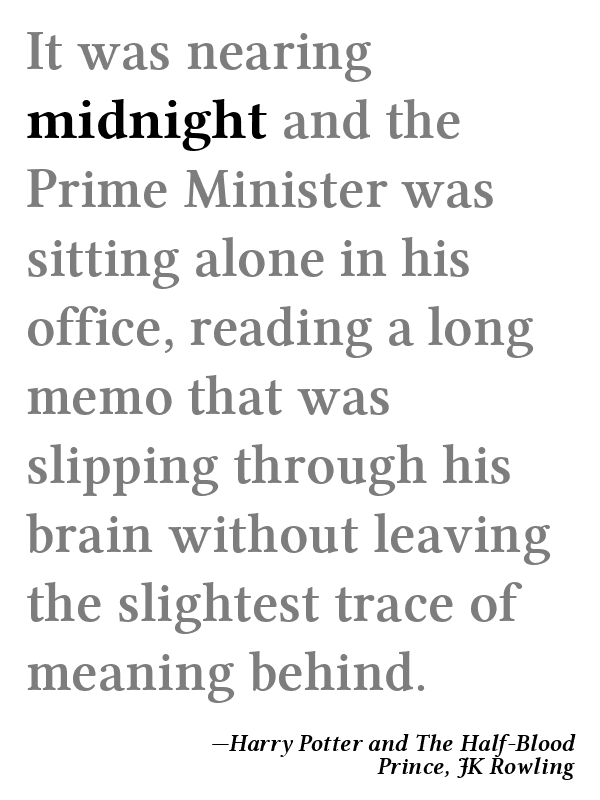 It was nearing
midnight and the
Prime Minister was
sitting alone in his
office, reading a long
memo that was
slipping through his
brain without leaving
the slightest trace of
meaning behind.
—Harry Potter and The Half-Blood
Prince, JK Rowling